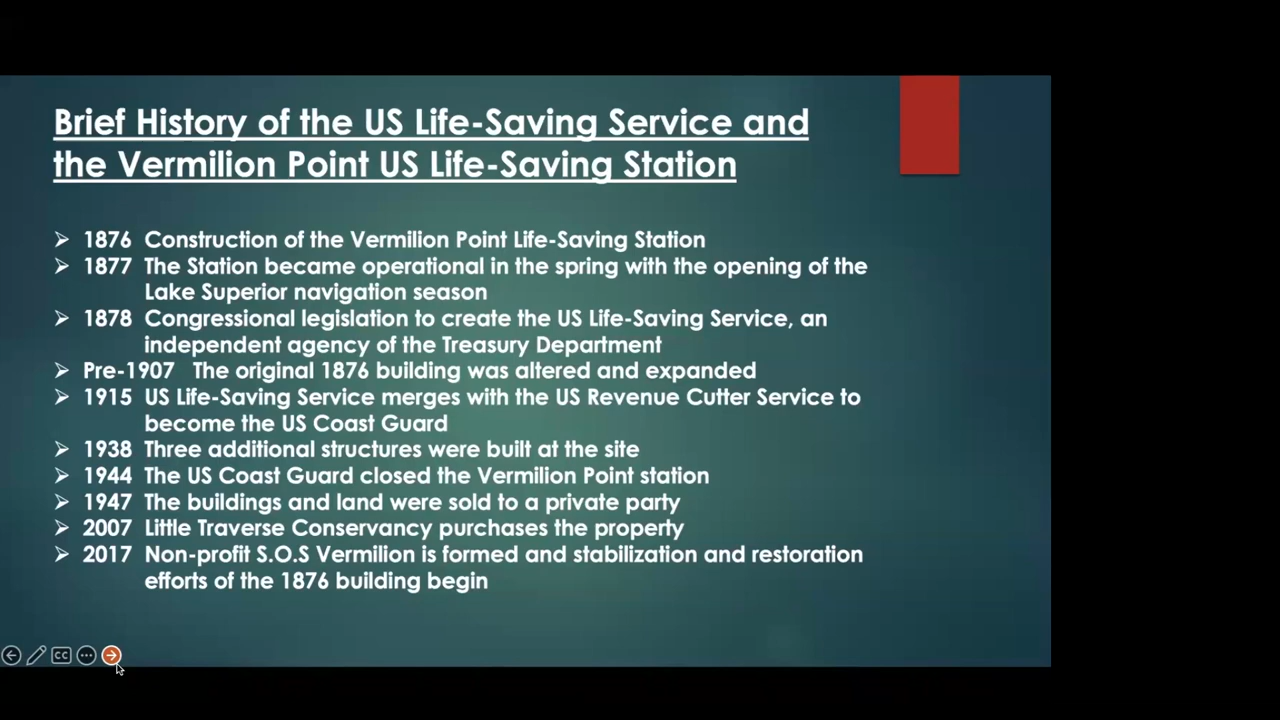 Brief History of the US Life-Saving Service and
the Vermilion Point US Life-Saving Station
➢ 1876 Construction of the Vermilion Point Life-Saving Station
➢ 1877 The Station became operational in the spring with the opening of the
Lake Superior navigation season
➢ 1878 Congressional legislation to create the US Life-Saving Service, an
independent agency of the Treasury Department
➢ Pre-1907 The original 1876 building was altered and expanded
➢ 1915 US Life-Saving Service merges with the US Revenue Cutter Service to
become the US Coast Guard
➢ 1938 Three additional structures were built at the site
➢ 1944 The US Coast Guard closed the Vermilion Point station
➢ 1947 The buildings and land were sold to a private party
➢ 2007 Little Traverse Conservancy purchases the property
➢ 2017 Non-profit S.O.S Vermilion is formed and stabilization and restoration
efforts of the 1876 building begin
CC